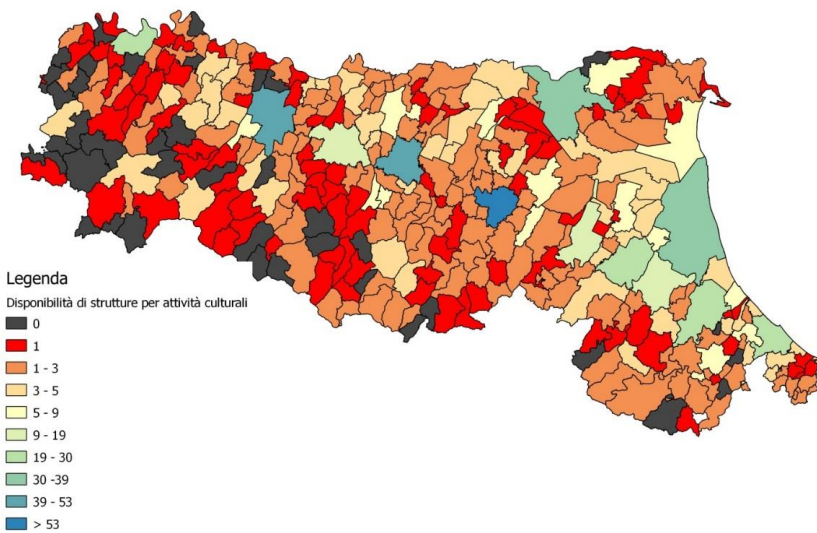 Legenda
Disponibilità di strutture per attività culturali
0
1
1 - 3
3 - 5
5 - 9
9 - 19
19 - 30
30 -39
39 - 53
> 53